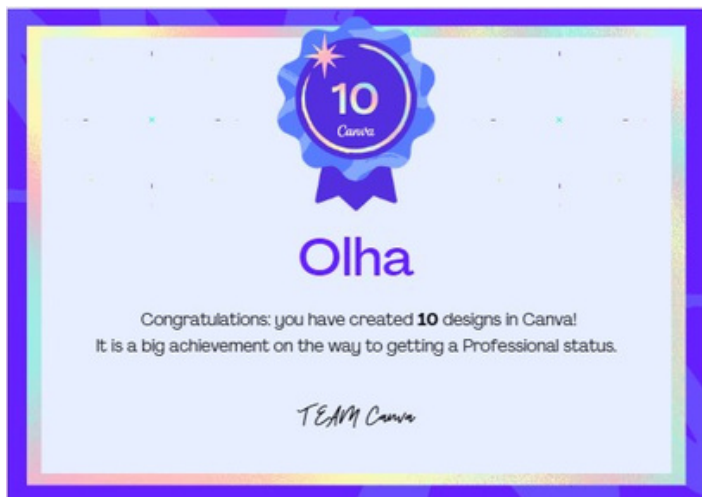 10
Canva
Olha
Congratulations: you have created 10 designs in Canva!
It is a big achievement on the way to getting a Professional status.
TEAM Canva